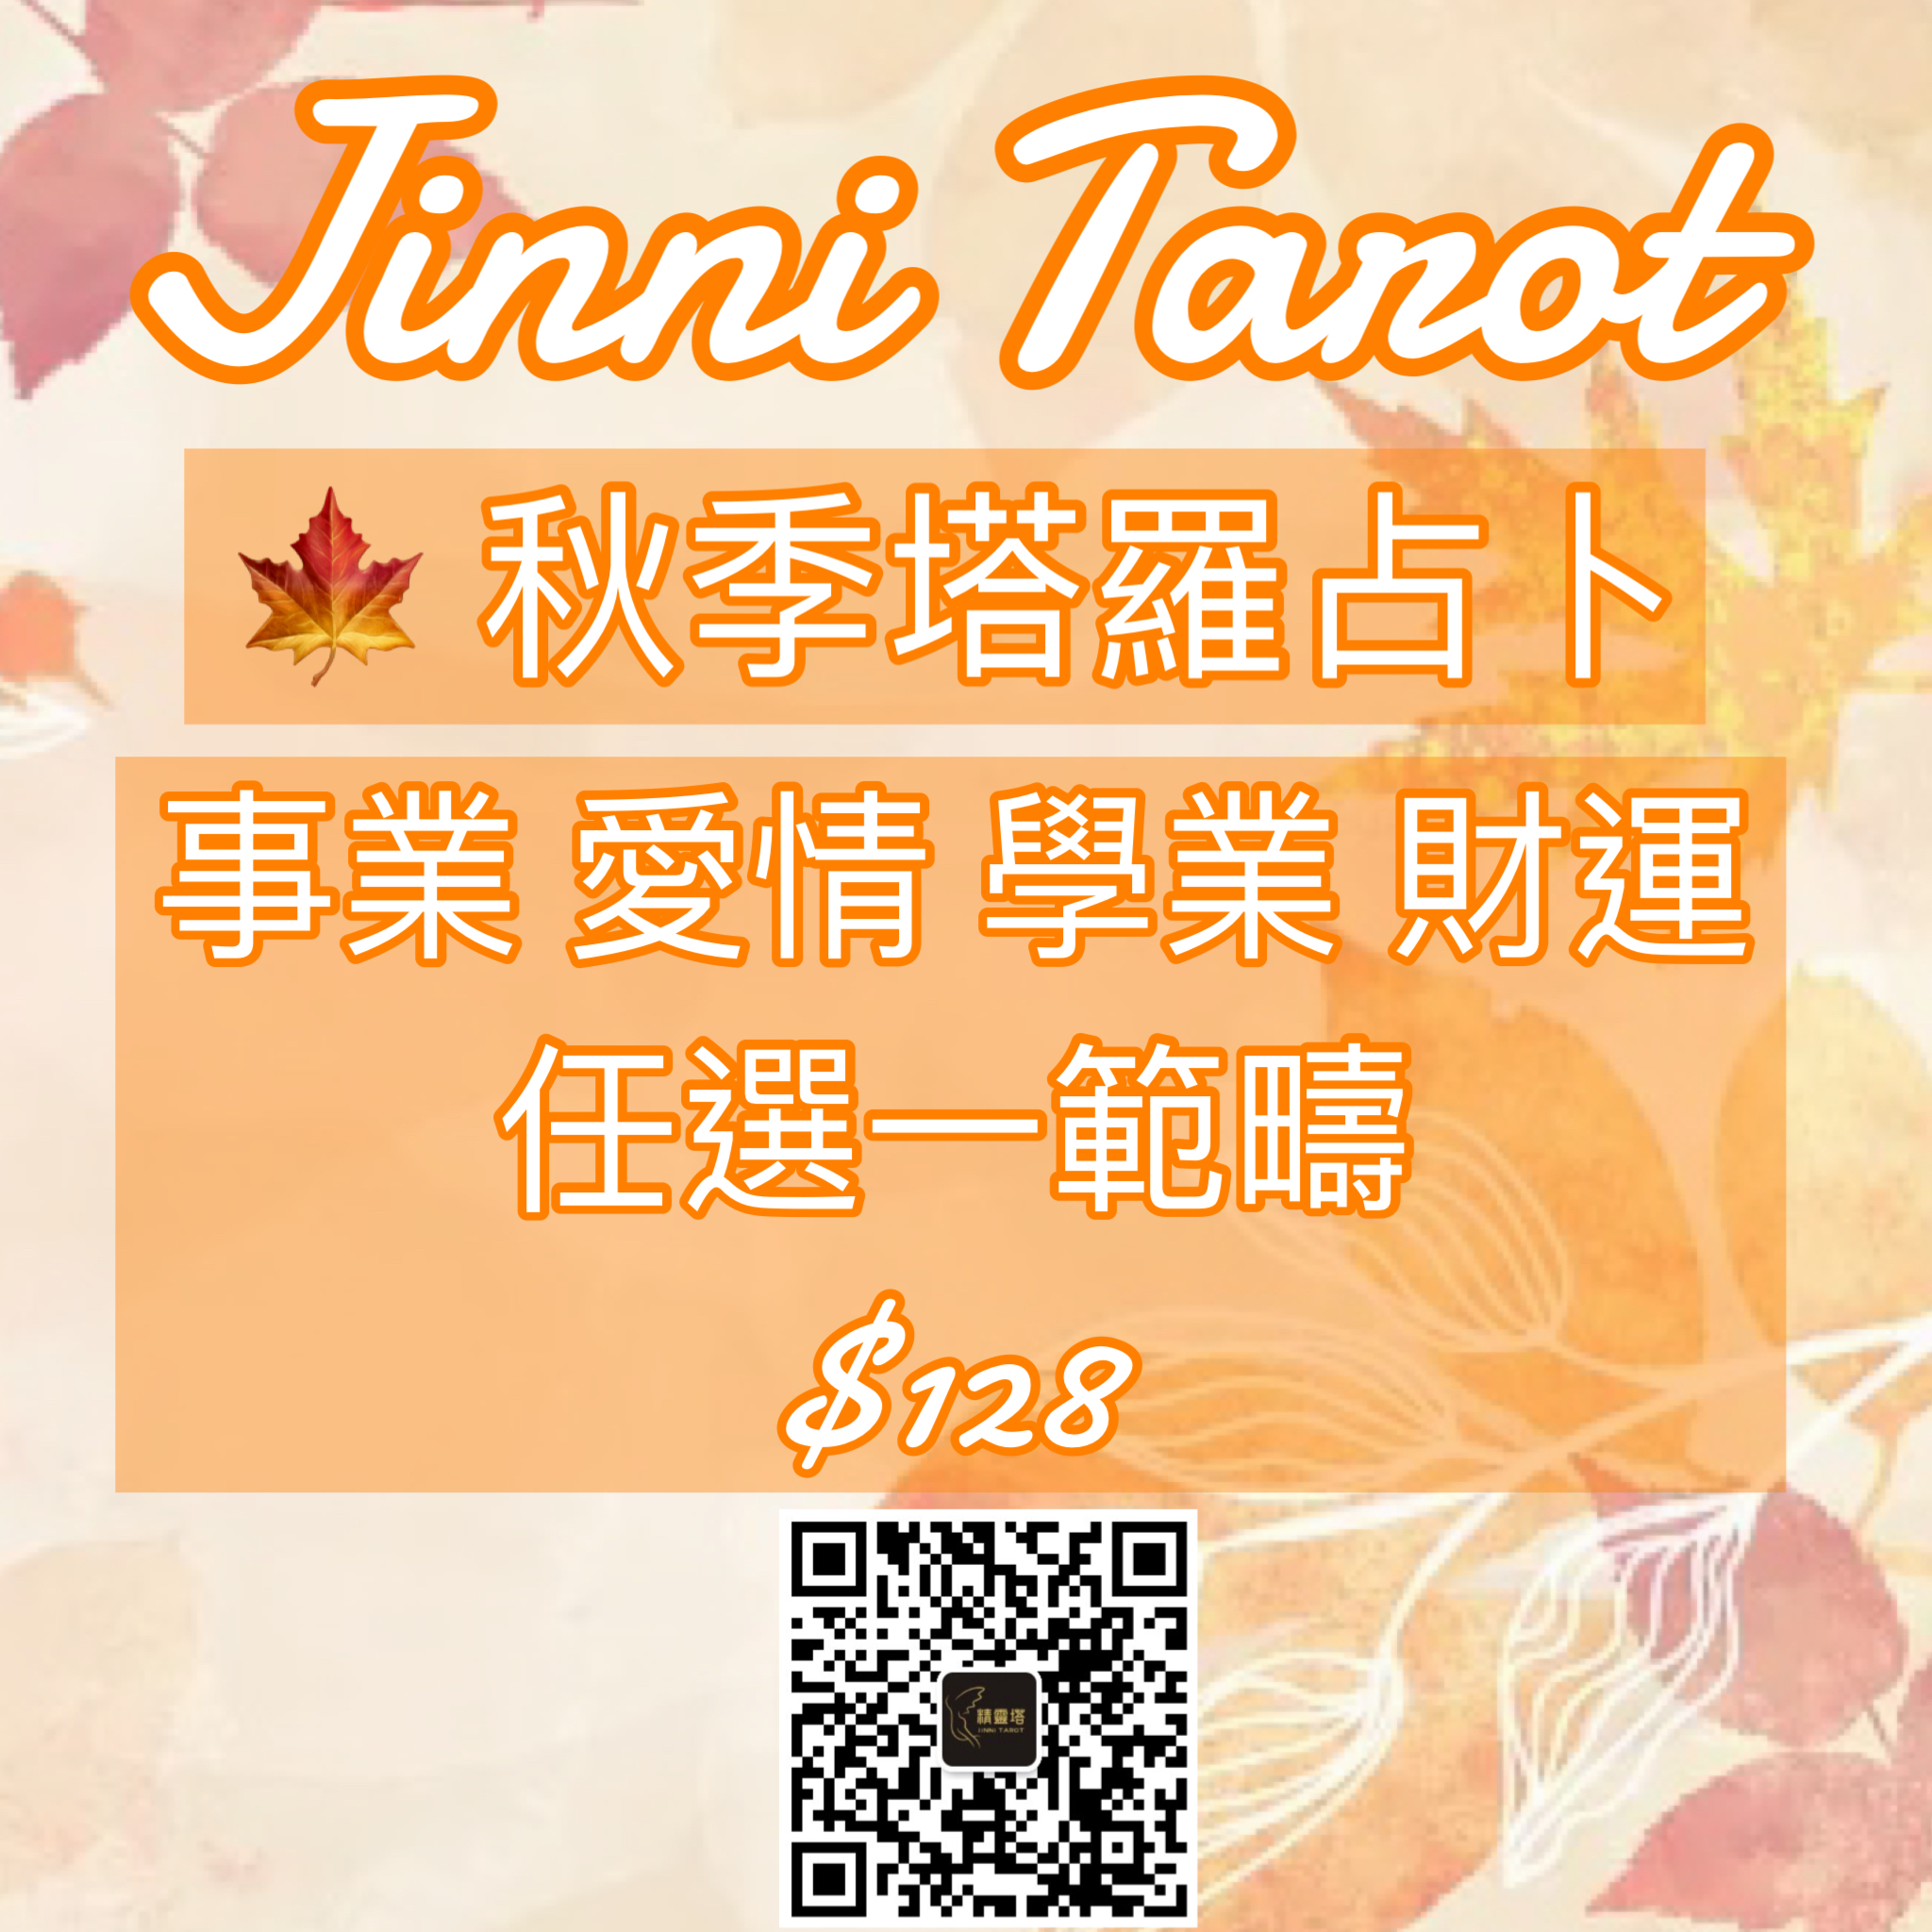 Jinni Tarot
🍁 秋季塔羅占卜
事業 愛情 學業 財運
任選一範疇
$128
精靈塔
JINNI TAROT